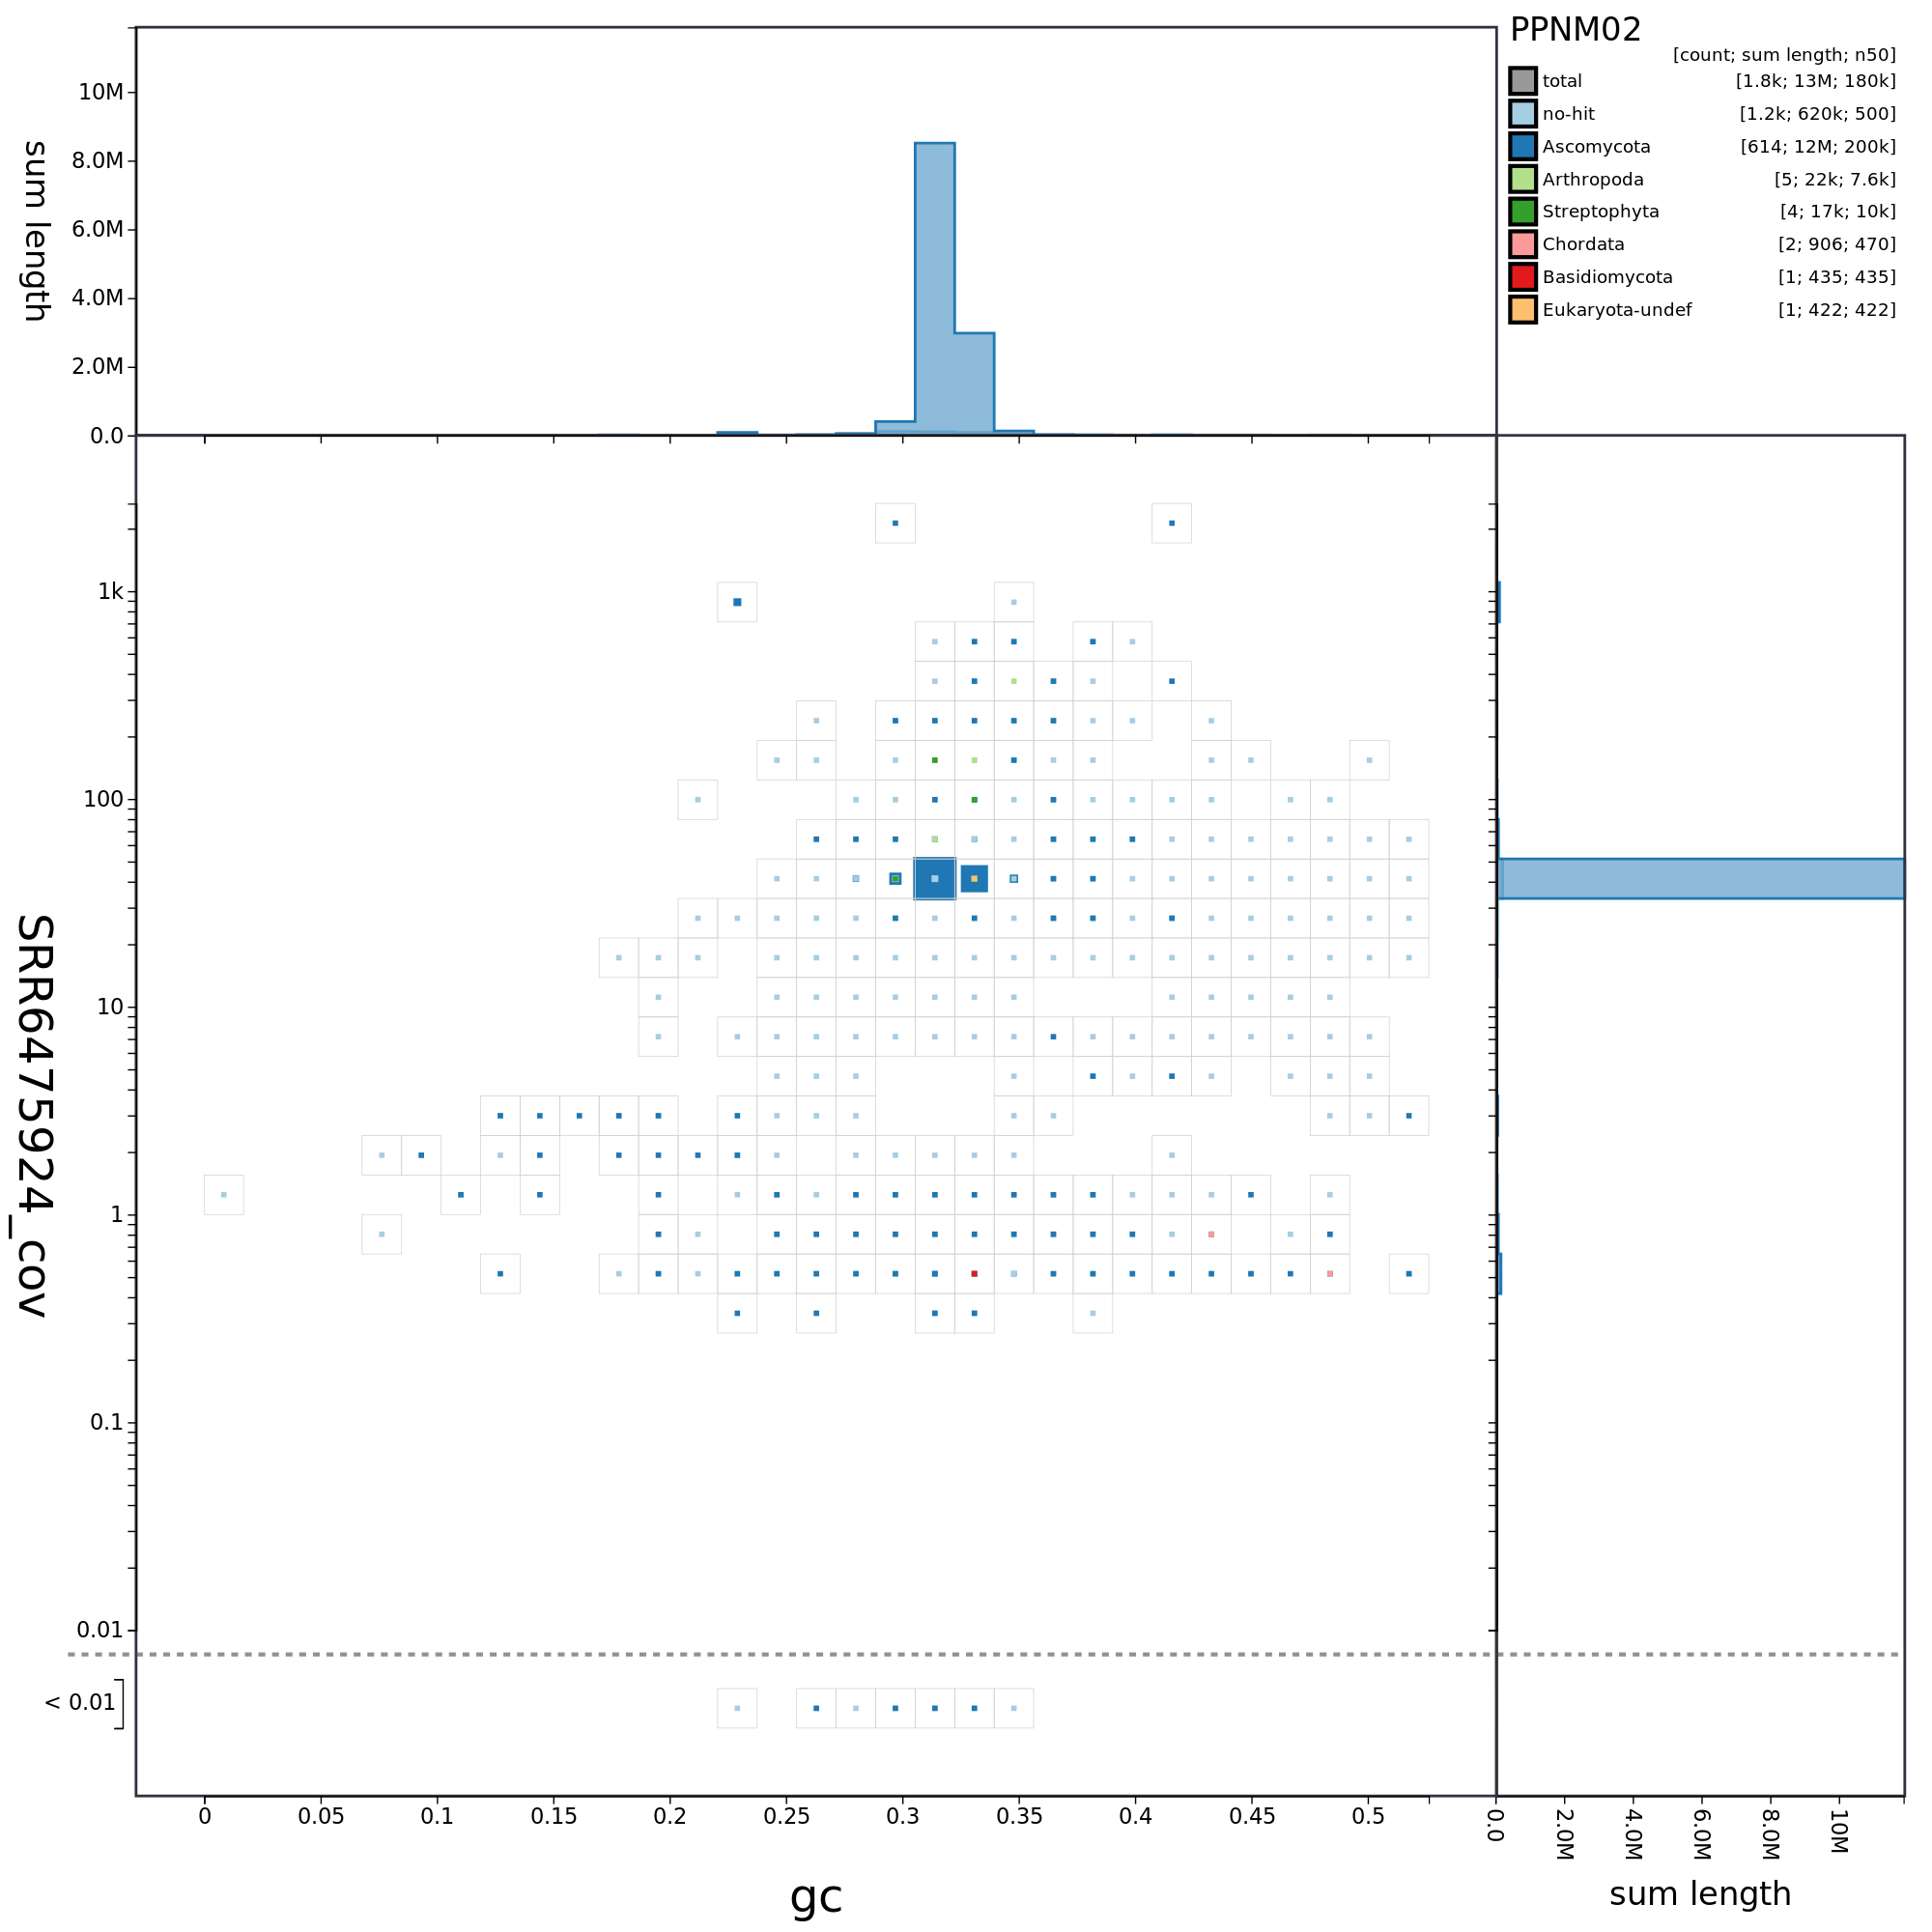 PPNM02
[count; sum length; n50]
total [1.8k; 13M; 180k]
no-hit [1.2k; 620k; 500]
Ascomycota [614; 12M; 200k]
Arthropoda [5; 22k; 7.6k]
Streptophyta [4; 17k; 10k]
Chordata [2; 906; 470]
Basidiomycota [1; 435; 435]
Eukaryota-undef [1; 422; 422]
sum length
10M
8.0M
6.0M
4.0M
2.0M
0.0
SRR6475924_cov
1k
100
10
1
0.1
0.01
< 0.01
0 0.05 0.1 0.15 0.2 0.25 0.3 0.35 0.4 0.45 0.5
gc
0.0 2.0M 4.0M 6.0M 8.0M 10M
sum length